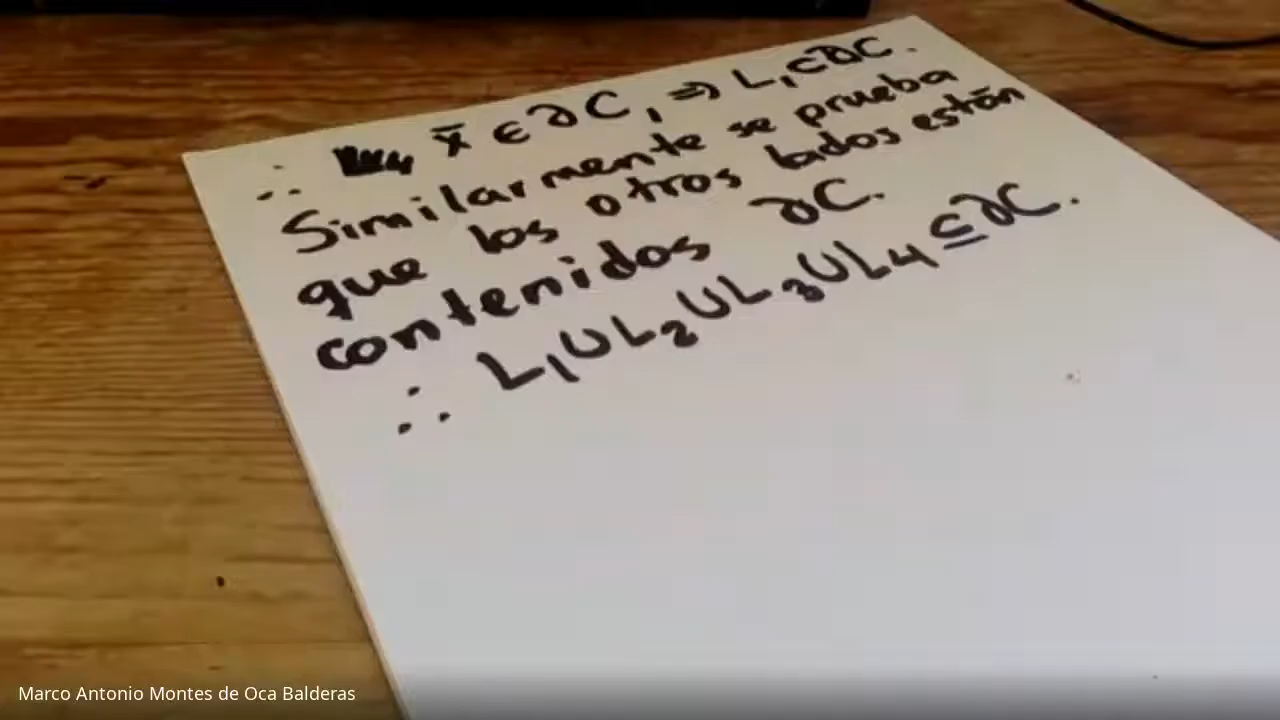 ∴ x̄ ∈ ∂C, ⇒ L₁⊂∂C.
Similarmente se prueba
que los otros lados están
contenidos ∂C.
∴ L₁∪L₂∪L₃∪L₄⊆∂C.
Marco Antonio Montes de Oca Balderas